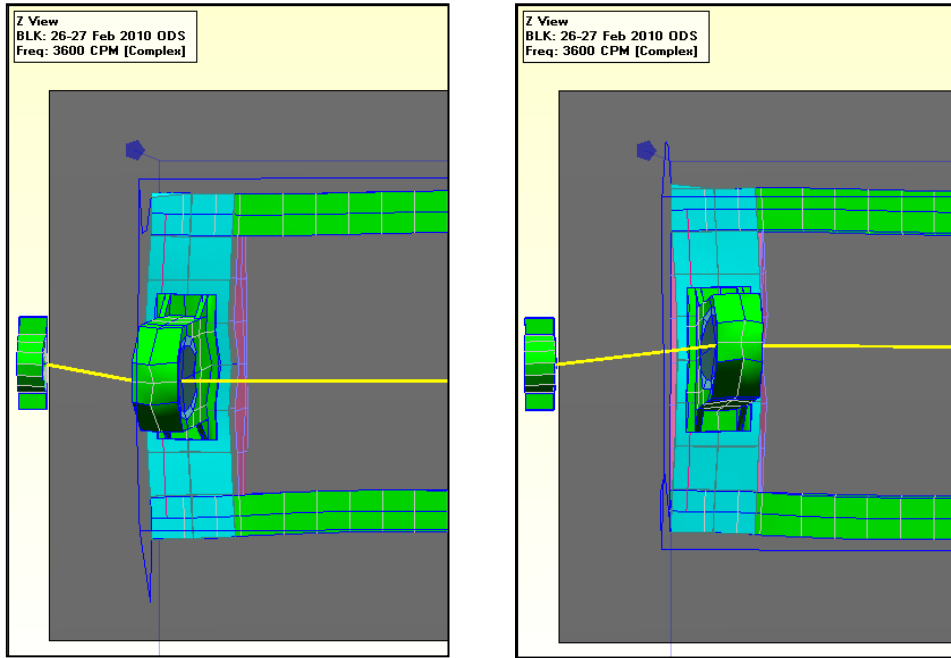 Z View
BLK: 26-27 Feb 2010 ODS
Freq: 3600 CPM [Complex]
Z View
BLK: 26-27 Feb 2010 ODS
Freq: 3600 CPM [Complex]